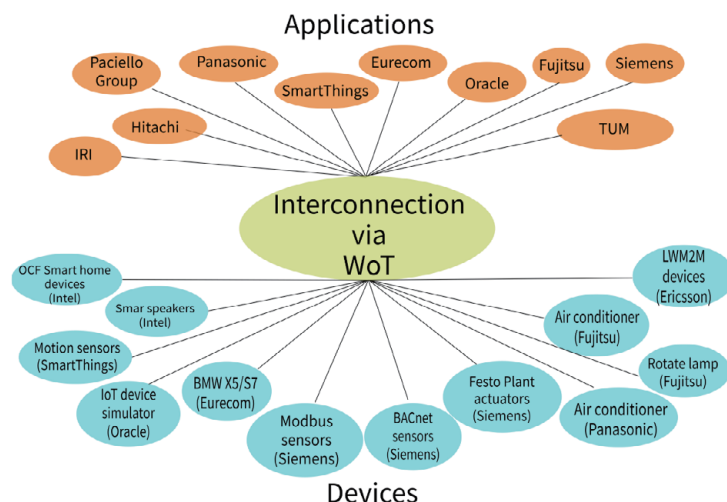 Applications
Paciello
Group
Panasonic
SmartThings
Eurecom
Oracle
Fujitsu
Siemens
Hitachi
IRI
TUM
Interconnection
via
WoT
OCF Smart home
devices
(Intel)
Smar speakers
(Intel)
Motion sensors
(SmartThings)
IoT device
simulator
(Oracle)
BMW X5/S7
(Eurecom)
Modbus
sensors
(Siemens)
BACnet
sensors
(Siemens)
Festo Plant
actuators
(Siemens)
Air conditioner
(Panasonic)
Rotate lamp
(Fujitsu)
Air conditioner
(Fujitsu)
LWM2M
devices
(Ericsson)
Devices